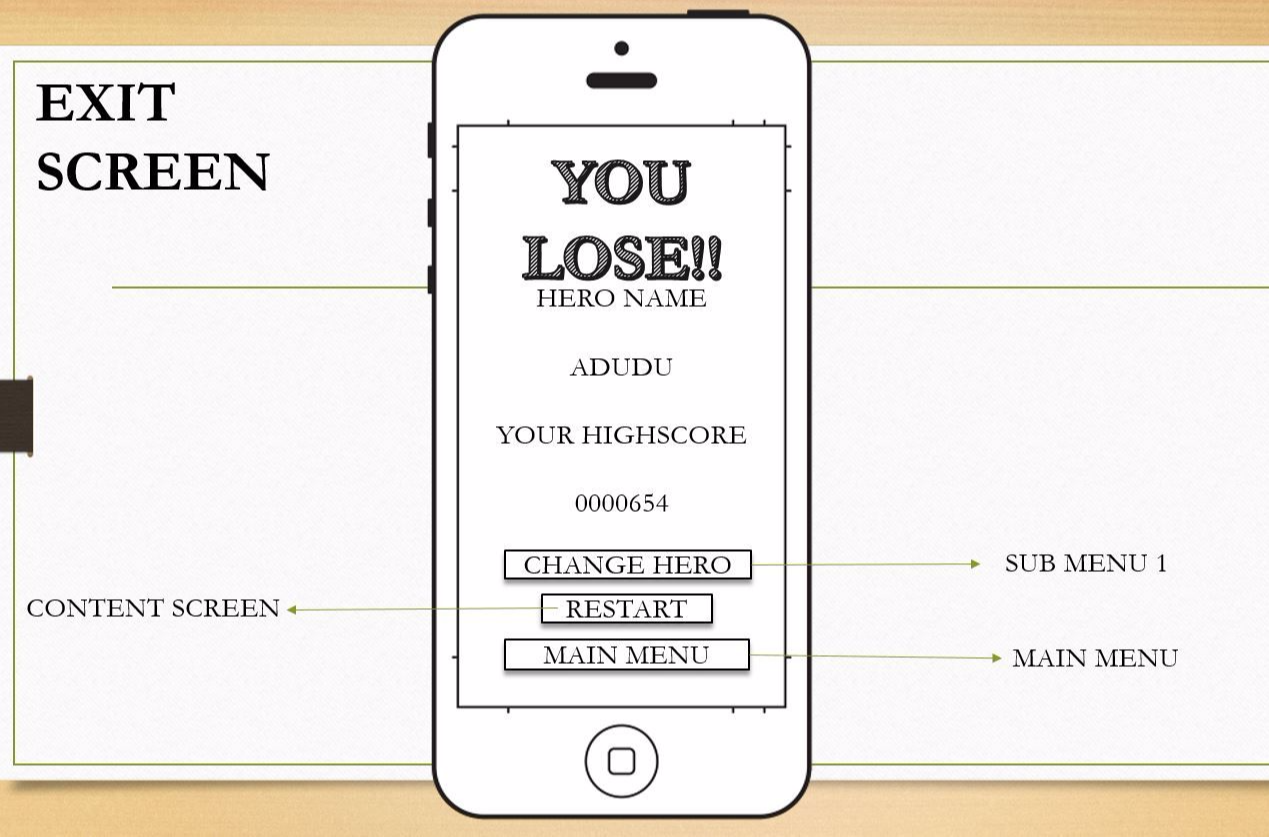 EXIT
SCREEN
YOU
LOSE!!
HERO NAME
ADUDU
YOUR HIGHSCORE
0000654
CHANGE HERO
SUB MENU 1
CONTENT SCREEN
RESTART
MAIN MENU
MAIN MENU